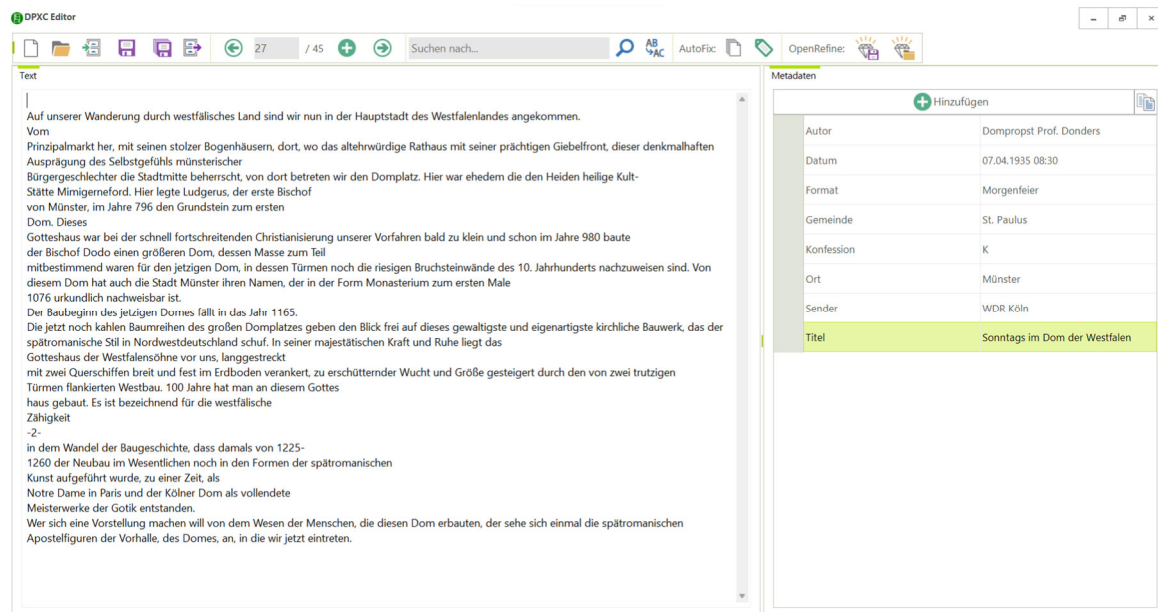 DPXC Editor
27 / 45 Suchen nach... AB AC AutoFix: OpenRefine:
Text
Auf unserer Wanderung durch westfälisches Land sind wir nun in der Hauptstadt des Westfalenlandes angekommen.
Vom
Prinzipalmarkt her, mit seinen stolzer Bogenhäusern, dort, wo das altehrwürdige Rathaus mit seiner prächtigen Giebelfront, dieser denkmalhaften
Ausprägung des Selbstgefühls münsterischer
Bürgergeschlechter die Stadtmitte beherrscht, von dort betreten wir den Domplatz. Hier war ehedem die den Heiden heilige Kult-
Stätte Mimigerneford. Hier legte Ludgerus, der erste Bischof
von Münster, im Jahre 796 den Grundstein zum ersten
Dom. Dieses
Gotteshaus war bei der schnell fortschreitenden Christianisierung unserer Vorfahren bald zu klein und schon im Jahre 980 baute
der Bischof Dodo einen größeren Dom, dessen Masse zum Teil
mitbestimmend waren für den jetzigen Dom, in dessen Türmen noch die riesigen Bruchsteinwände des 10. Jahrhunderts nachzuweisen sind. Von
diesem Dom hat auch die Stadt Münster ihren Namen, der in der Form Monasterium zum ersten Male
1076 urkundlich nachweisbar ist.
Der Baubeginn des jetzigen Domes fällt in das Jahr 1165.
Die jetzt noch kahlen Baumreihen des großen Domplatzes geben den Blick frei auf dieses gewaltigste und eigenartigste kirchliche Bauwerk, das der
spätromanische Stil in Nordwestdeutschland schuf. In seiner majestätischen Kraft und Ruhe liegt das
Gotteshaus der Westfalensöhne vor uns, langgestreckt
mit zwei Querschiffen breit und fest im Erdboden verankert, zu erschütternder Wucht und Größe gesteigert durch den von zwei trutzigen
Türmen flankierten Westbau. 100 Jahre hat man an diesem Gottes
haus gebaut. Es ist bezeichnend für die westfälische
Zähigkeit
-2-
in dem Wandel der Baugeschichte, dass damals von 1225-
1260 der Neubau im Wesentlichen noch in den Formen der spätromanischen
Kunst aufgeführt wurde, zu einer Zeit, als
Notre Dame in Paris und der Kölner Dom als vollendete
Meisterwerke der Gotik entstanden.
Wer sich eine Vorstellung machen will von dem Wesen der Menschen, die diesen Dom erbauten, der sehe sich einmal die spätromanischen
Apostelfiguren der Vorhalle, des Domes, an, in die wir jetzt eintreten.
Metadaten
Hinzufügen
Autor Dompropst Prof. Donders
Datum 07.04.1935 08:30
Format Morgenfeier
Gemeinde St. Paulus
Konfession K
Ort Münster
Sender WDR Köln
Titel Sonntags im Dom der Westfalen